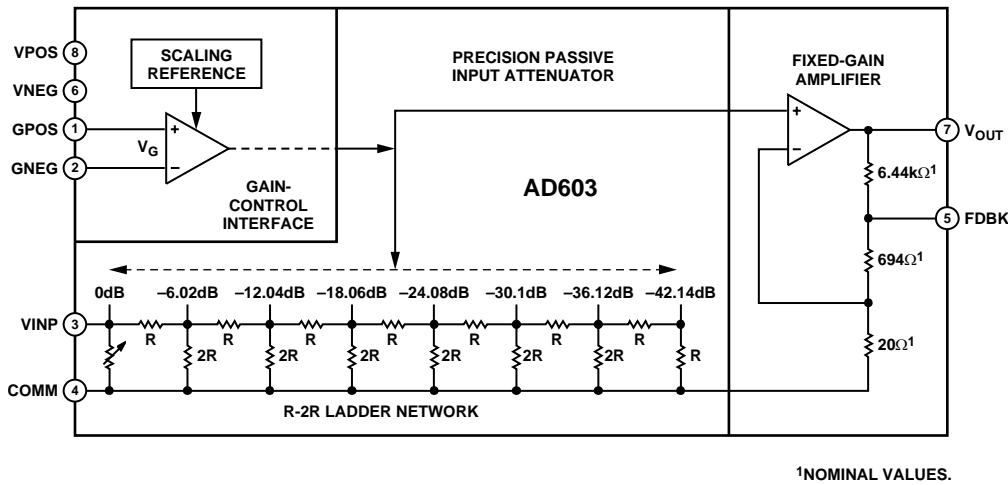 VPOS 8
VNEG 6
GPOS 1
GNEG 2
SCALING
REFERENCE
VG
+
–
GAIN-
CONTROL
INTERFACE
PRECISION PASSIVE
INPUT ATTENUATOR
AD603
FIXED-GAIN
AMPLIFIER
+
–
7 VOUT
6.44kΩ1
5 FDBK
694Ω1
20Ω1
0dB –6.02dB –12.04dB –18.06dB –24.08dB –30.1dB –36.12dB –42.14dB
VINP 3
R R R R R R R
2R 2R 2R 2R 2R 2R R
COMM 4
R-2R LADDER NETWORK
1NOMINAL VALUES.